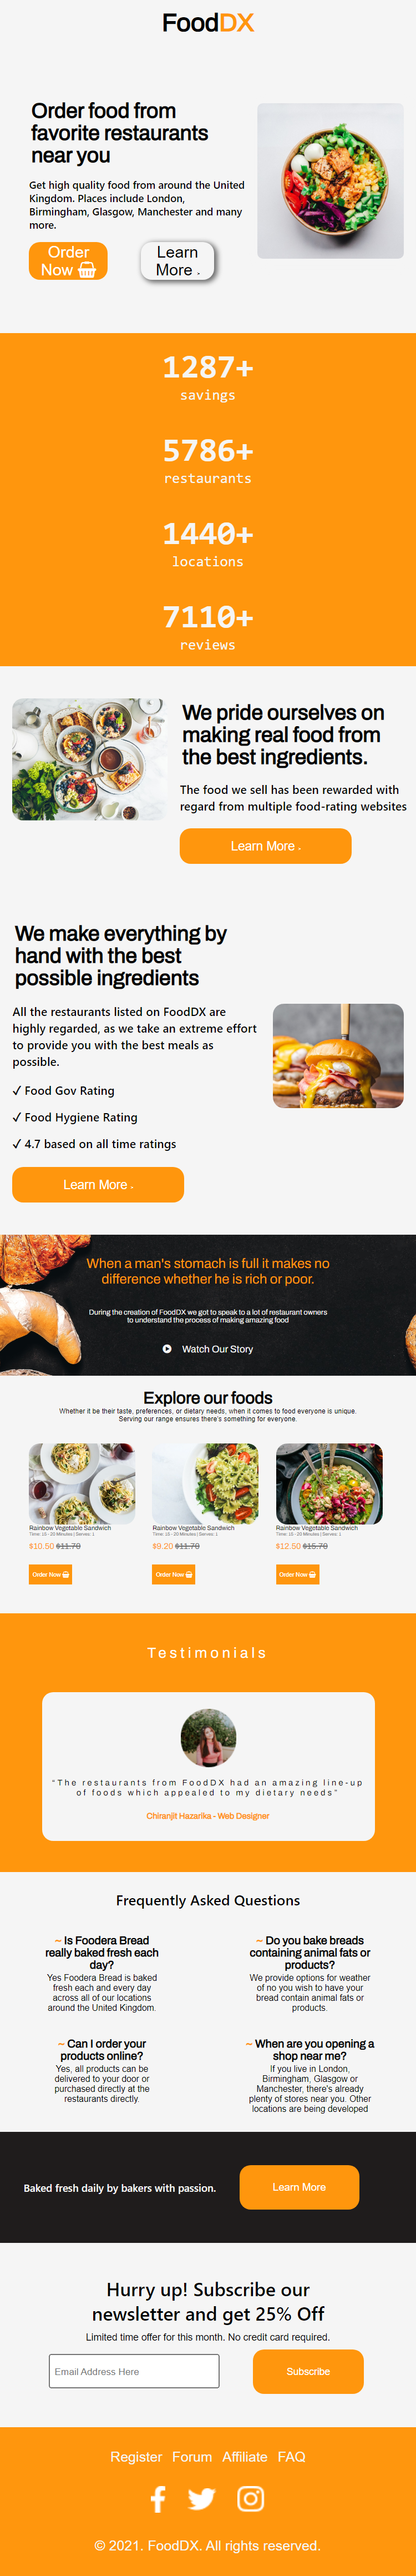 FoodDX
Order food from
favorite restaurants
near you
Get high quality food from around the United
Kingdom. Places include London,
Birmingham, Glasgow, Manchester and many
more.
Order
Now
Learn
More
1287+
savings
5786+
restaurants
1440+
locations
7110+
reviews
We pride ourselves on
making real food from
the best ingredients.
The food we sell has been rewarded with
regard from multiple food-rating websites
Learn More
We make everything by
hand with the best
possible ingredients
All the restaurants listed on FoodDX are
highly regarded, as we take an extreme effort
to provide you with the best meals as
possible.
✓ Food Gov Rating
✓ Food Hygiene Rating
✓ 4.7 based on all time ratings
Learn More
When a man's stomach is full it makes no
difference whether he is rich or poor.
During the creation of FoodDX we got to speak to a lot of restaurant owners
to understand the process of making amazing food
Watch Our Story
Explore our foods
Whether it be their taste, preferences, or dietary needs, when it comes to food everyone is unique.
Serving our range ensures there's something for everyone.
Rainbow Vegetable Sandwich
Time: 15 - 20 Minutes | Serves: 1
$10.50 $11.70
Order Now
Rainbow Vegetable Sandwich
Time: 15 - 20 Minutes | Serves: 1
$9.20 $11.70
Order Now
Rainbow Vegetable Sandwich
Time: 15 - 20 Minutes | Serves: 1
$12.50 $15.70
Order Now
Testimonials
"The restaurants from FoodDX had an amazing line-up
of foods which appealed to my dietary needs"
Chiranjit Hazarika - Web Designer
Frequently Asked Questions
~ Is Foodera Bread
really baked fresh each
day?
Yes Foodera Bread is baked
fresh each and every day
across all of our locations
around the United Kingdom.
~ Do you bake breads
containing animal fats or
products?
We provide options for weather
of no you wish to have your
bread contain animal fats or
products.
~ Can I order your
products online?
Yes, all products can be
delivered to your door or
purchased directly at the
restaurants directly.
~ When are you opening a
shop near me?
If you live in London,
Birmingham, Glasgow or
Manchester, there's already
plenty of stores near you. Other
locations are being developed
Baked fresh daily by bakers with passion.
Learn More
Hurry up! Subscribe our
newsletter and get 25% Off
Limited time offer for this month. No credit card required.
Email Address Here
Subscribe
Register Forum Affiliate FAQ
© 2021. FoodDX. All rights reserved.